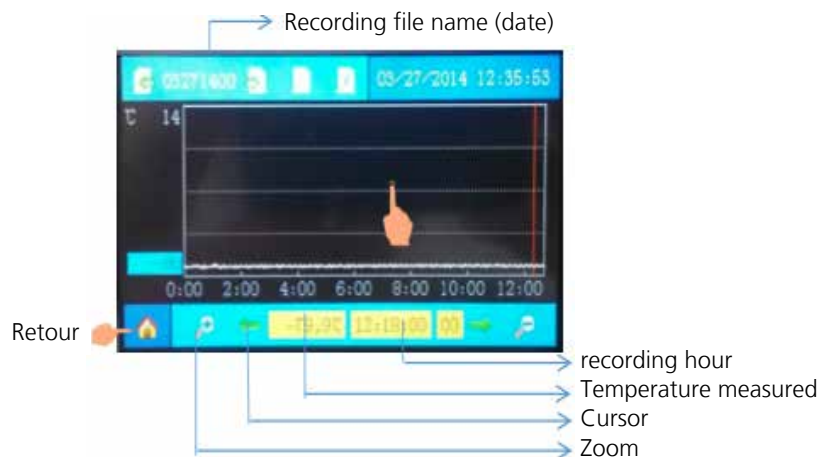 Recording file name (date)
03271400
03/27/2014 12:35:53
℃ 14
0:00 2:00 4:00 6:00 8:00 10:00 12:00
12:18:00 00
Retour
recording hour
Temperature measured
Cursor
Zoom